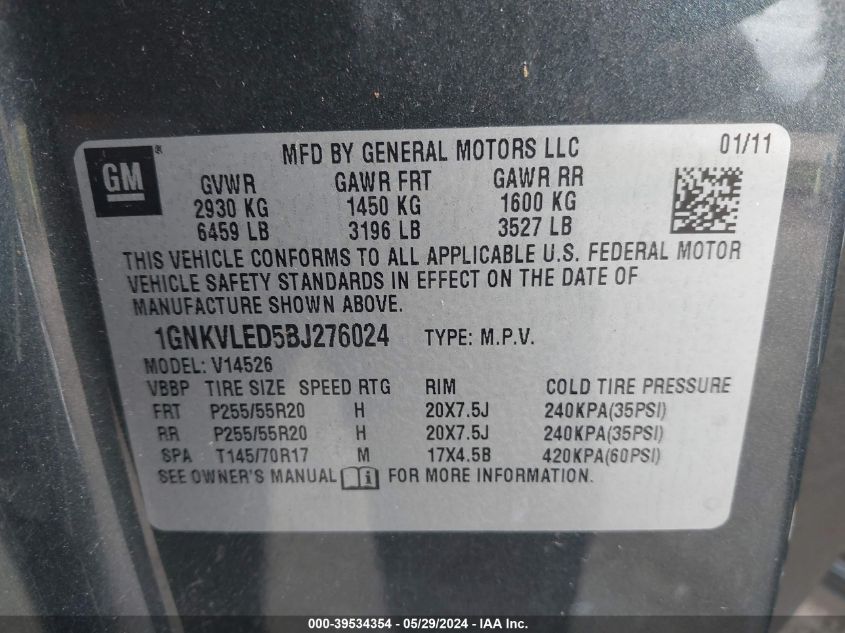 GM
MFD BY GENERAL MOTORS LLC 01/11
GVWR GAWR FRT GAWR RR
2930 KG 1450 KG 1600 KG
6459 LB 3196 LB 3527 LB
THIS VEHICLE CONFORMS TO ALL APPLICABLE U.S. FEDERAL MOTOR
VEHICLE SAFETY STANDARDS IN EFFECT ON THE DATE OF
MANUFACTURE SHOWN ABOVE.
1GNKVLED5BJ276024 TYPE: M.P.V.
MODEL: V14526
VBBP TIRE SIZE SPEED RTG RIM COLD TIRE PRESSURE
FRT P255/55R20 H 20X7.5J 240KPA(35PSI)
RR P255/55R20 H 20X7.5J 240KPA(35PSI)
SPA T145/70R17 M 17X4.5B 420KPA(60PSI)
SEE OWNER'S MANUAL i FOR MORE INFORMATION.
000-39534354 - 05/29/2024 - IAA Inc.